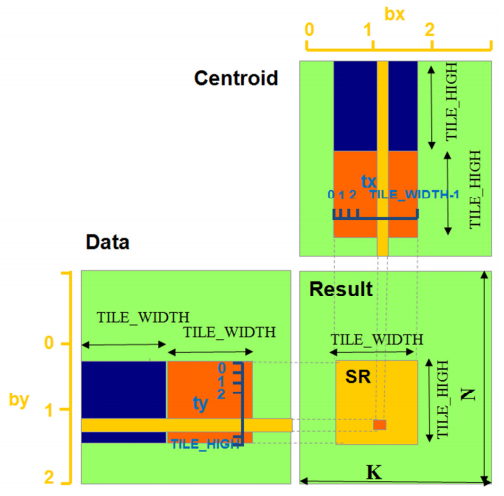 bx
0 1 2
Centroid
TILE_HIGH
TILE_HIGH
tx
0 1 2 TILE_WIDTH-1
Data
Result
TILE_WIDTH
TILE_WIDTH
TILE_WIDTH
0
0
1
2
SR
by
ty
1
TILE_HIGH
TILE_HIGH
N
K
2